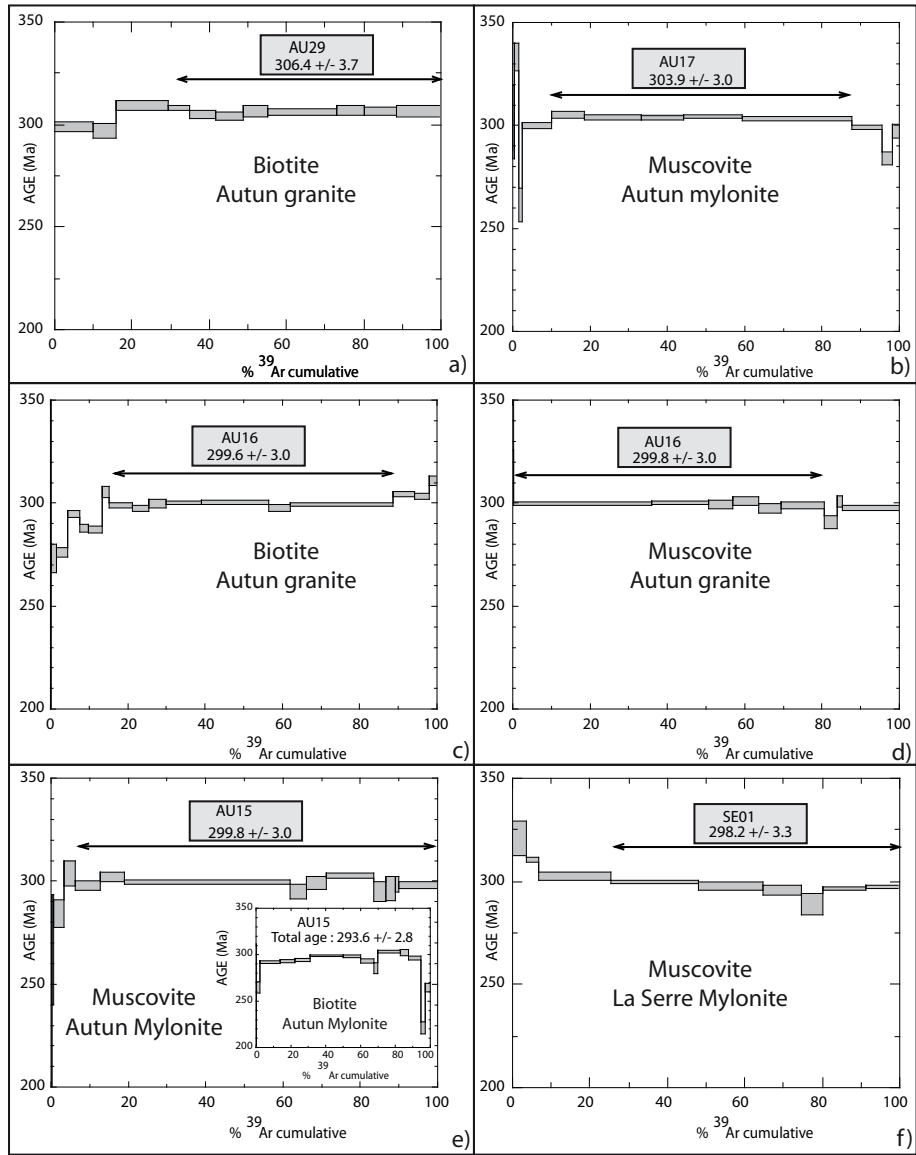 350
300
250
200
AGE (Ma)
AU29
306.4 +/- 3.7
Biotite
Autun granite
0 20 40 60 80 100
% 39Ar cumulative
a)
350
300
250
200
AGE (Ma)
AU17
303.9 +/- 3.0
Muscovite
Autun mylonite
0 20 40 60 80 100
% 39Ar cumulative
b)
350
300
250
200
AGE (Ma)
AU16
299.6 +/- 3.0
Biotite
Autun granite
0 20 40 60 80 100
% 39Ar cumulative
c)
350
300
250
200
AGE (Ma)
AU16
299.8 +/- 3.0
Muscovite
Autun granite
0 20 40 60 80 100
% 39Ar cumulative
d)
350
300
250
200
AGE (Ma)
AU15
299.8 +/- 3.0
Muscovite
Autun Mylonite
350
300
250
200
AGE (Ma)
AU15
Total age : 293.6 +/- 2.8
Biotite
Autun Mylonite
0 20 40 60 80 100
% 39Ar cumulative
0 20 40 60 80 100
% 39Ar cumulative
e)
350
300
250
200
AGE (Ma)
SE01
298.2 +/- 3.3
Muscovite
La Serre Mylonite
0 20 40 60 80 100
% 39Ar cumulative
f)